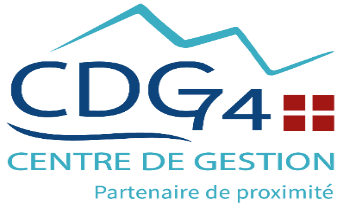 CDG74
CENTRE DE GESTION
Partenaire de proximité